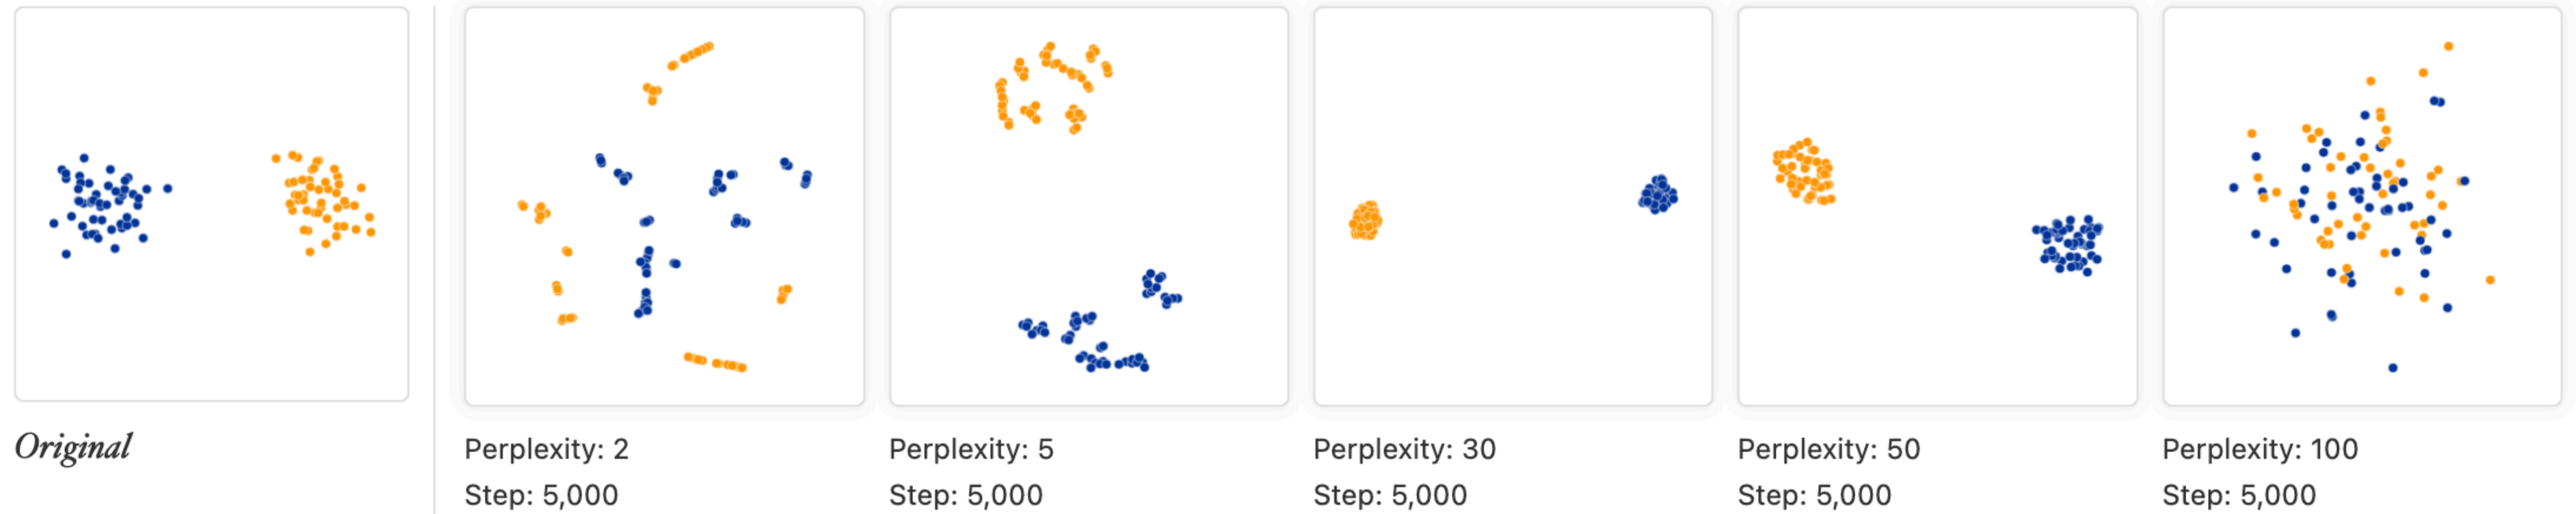 Original
Perplexity: 2
Step: 5,000
Perplexity: 5
Step: 5,000
Perplexity: 30
Step: 5,000
Perplexity: 50
Step: 5,000
Perplexity: 100
Step: 5,000